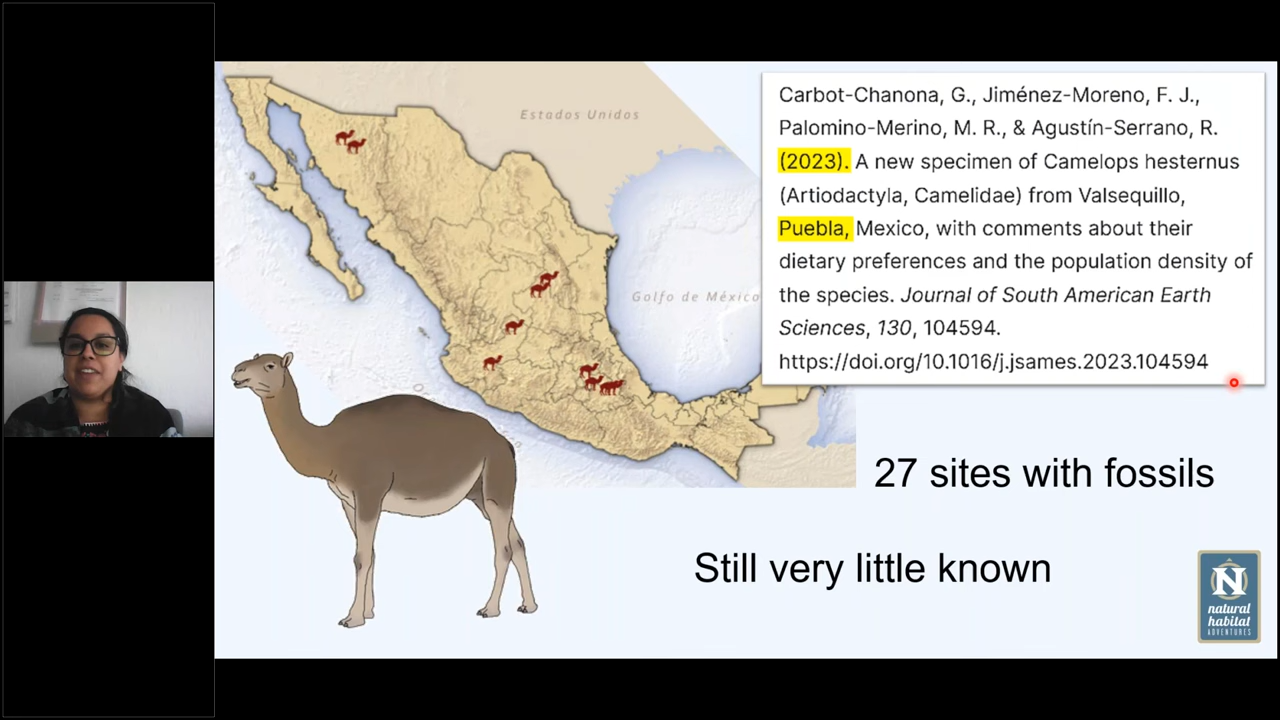 Estados Unidos
Golfo de México
Carbot-Chanona, G., Jiménez-Moreno, F. J.,
Palomino-Merino, M. R., & Agustín-Serrano, R.
(2023). A new specimen of Camelops hesternus
(Artiodactyla, Camelidae) from Valsequillo,
Puebla, Mexico, with comments about their
dietary preferences and the population density of
the species. Journal of South American Earth
Sciences, 130, 104594.
https://doi.org/10.1016/j.jsames.2023.104594
27 sites with fossils
Still very little known
N
natural
habitat
ADVENTURES